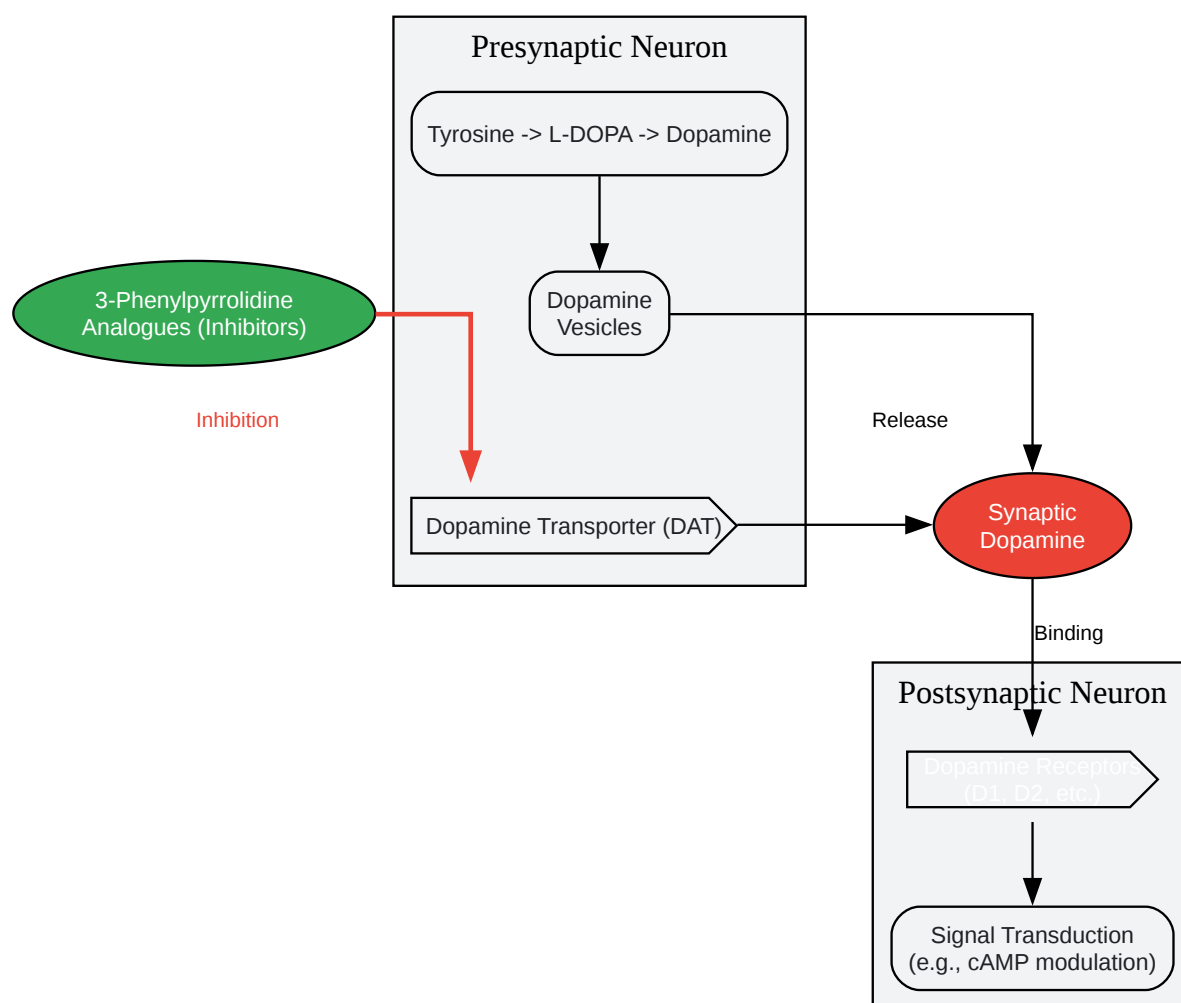 Presynaptic Neuron
Tyrosine -> L-DOPA -> Dopamine
3-Phenylpyrrolidine
Analogues (Inhibitors)
Dopamine
Vesicles
Inhibition
Release
Dopamine Transporter (DAT)
Synaptic
Dopamine
Binding
Postsynaptic Neuron
Dopamine Receptors
(D1, D2, etc.)
Signal Transduction
(e.g., cAMP modulation)